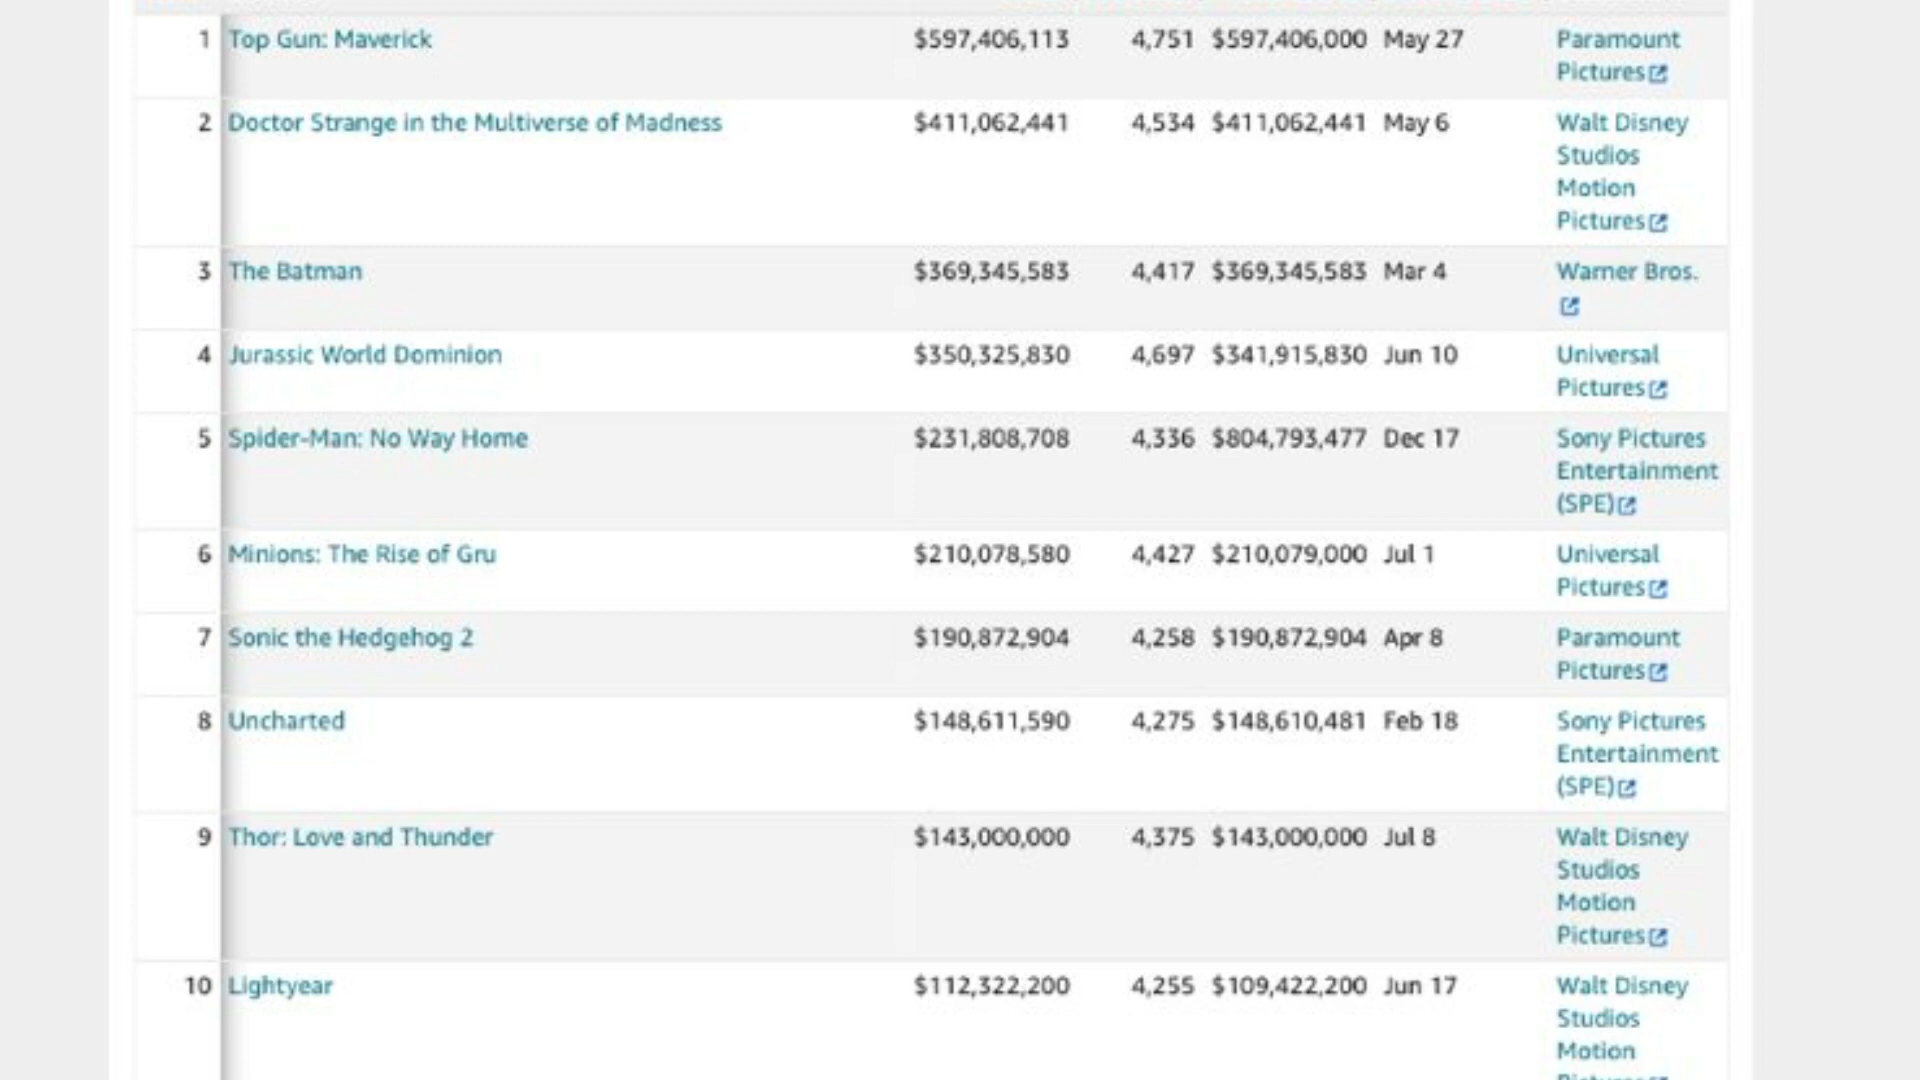 1 Top Gun: Maverick $597,406,113 4,751 $597,406,000 May 27 Paramount
Pictures
2 Doctor Strange in the Multiverse of Madness $411,062,441 4,534 $411,062,441 May 6 Walt Disney
Studios
Motion
Pictures
3 The Batman $369,345,583 4,417 $369,345,583 Mar 4 Warner Bros.
4 Jurassic World Dominion $350,325,830 4,697 $341,915,830 Jun 10 Universal
Pictures
5 Spider-Man: No Way Home $231,808,708 4,336 $804,793,477 Dec 17 Sony Pictures
Entertainment
(SPE)
6 Minions: The Rise of Gru $210,078,580 4,427 $210,079,000 Jul 1 Universal
Pictures
7 Sonic the Hedgehog 2 $190,872,904 4,258 $190,872,904 Apr 8 Paramount
Pictures
8 Uncharted $148,611,590 4,275 $148,610,481 Feb 18 Sony Pictures
Entertainment
(SPE)
9 Thor: Love and Thunder $143,000,000 4,375 $143,000,000 Jul 8 Walt Disney
Studios
Motion
Pictures
10 Lightyear $112,322,200 4,255 $109,422,200 Jun 17 Walt Disney
Studios
Motion